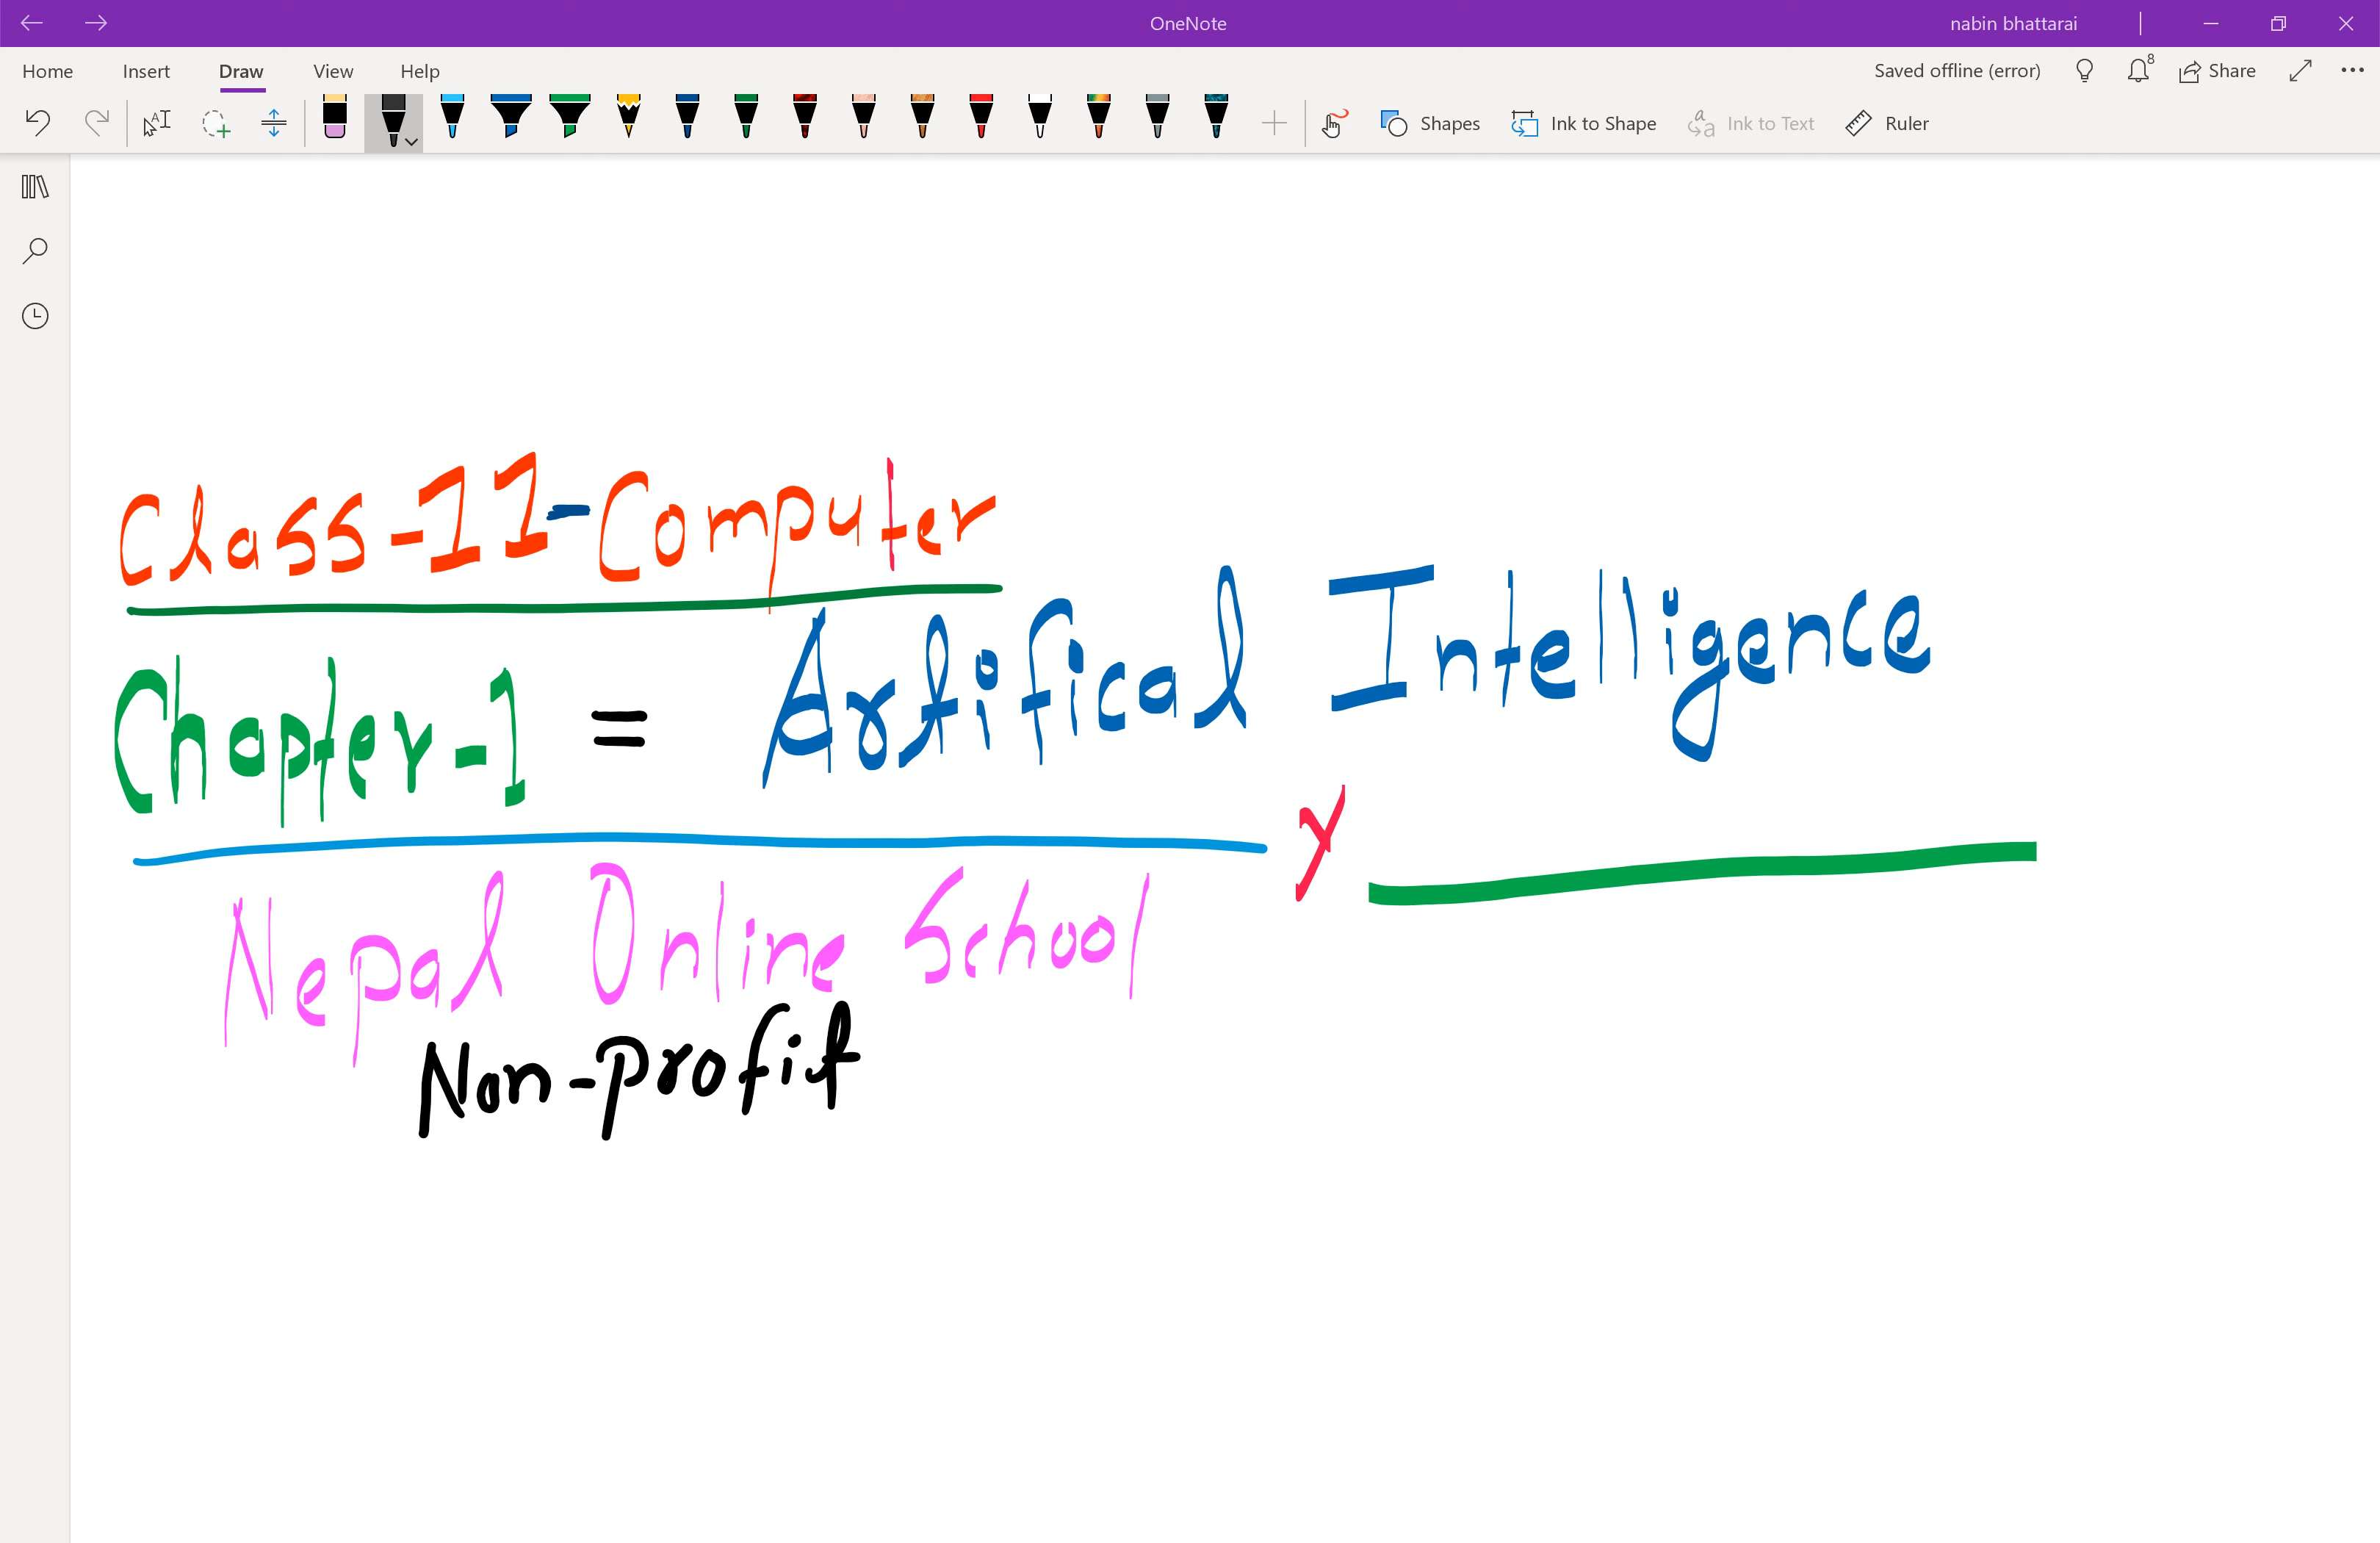 OneNote
nabin bhattarai
Home Insert Draw View Help
Saved offline (error) 8 Share
Shapes Ink to Shape Ink to Text Ruler
Class-11-Computer
Chapter-1 = Artifical Intelligence
x
Nepal Online School
Non-profit